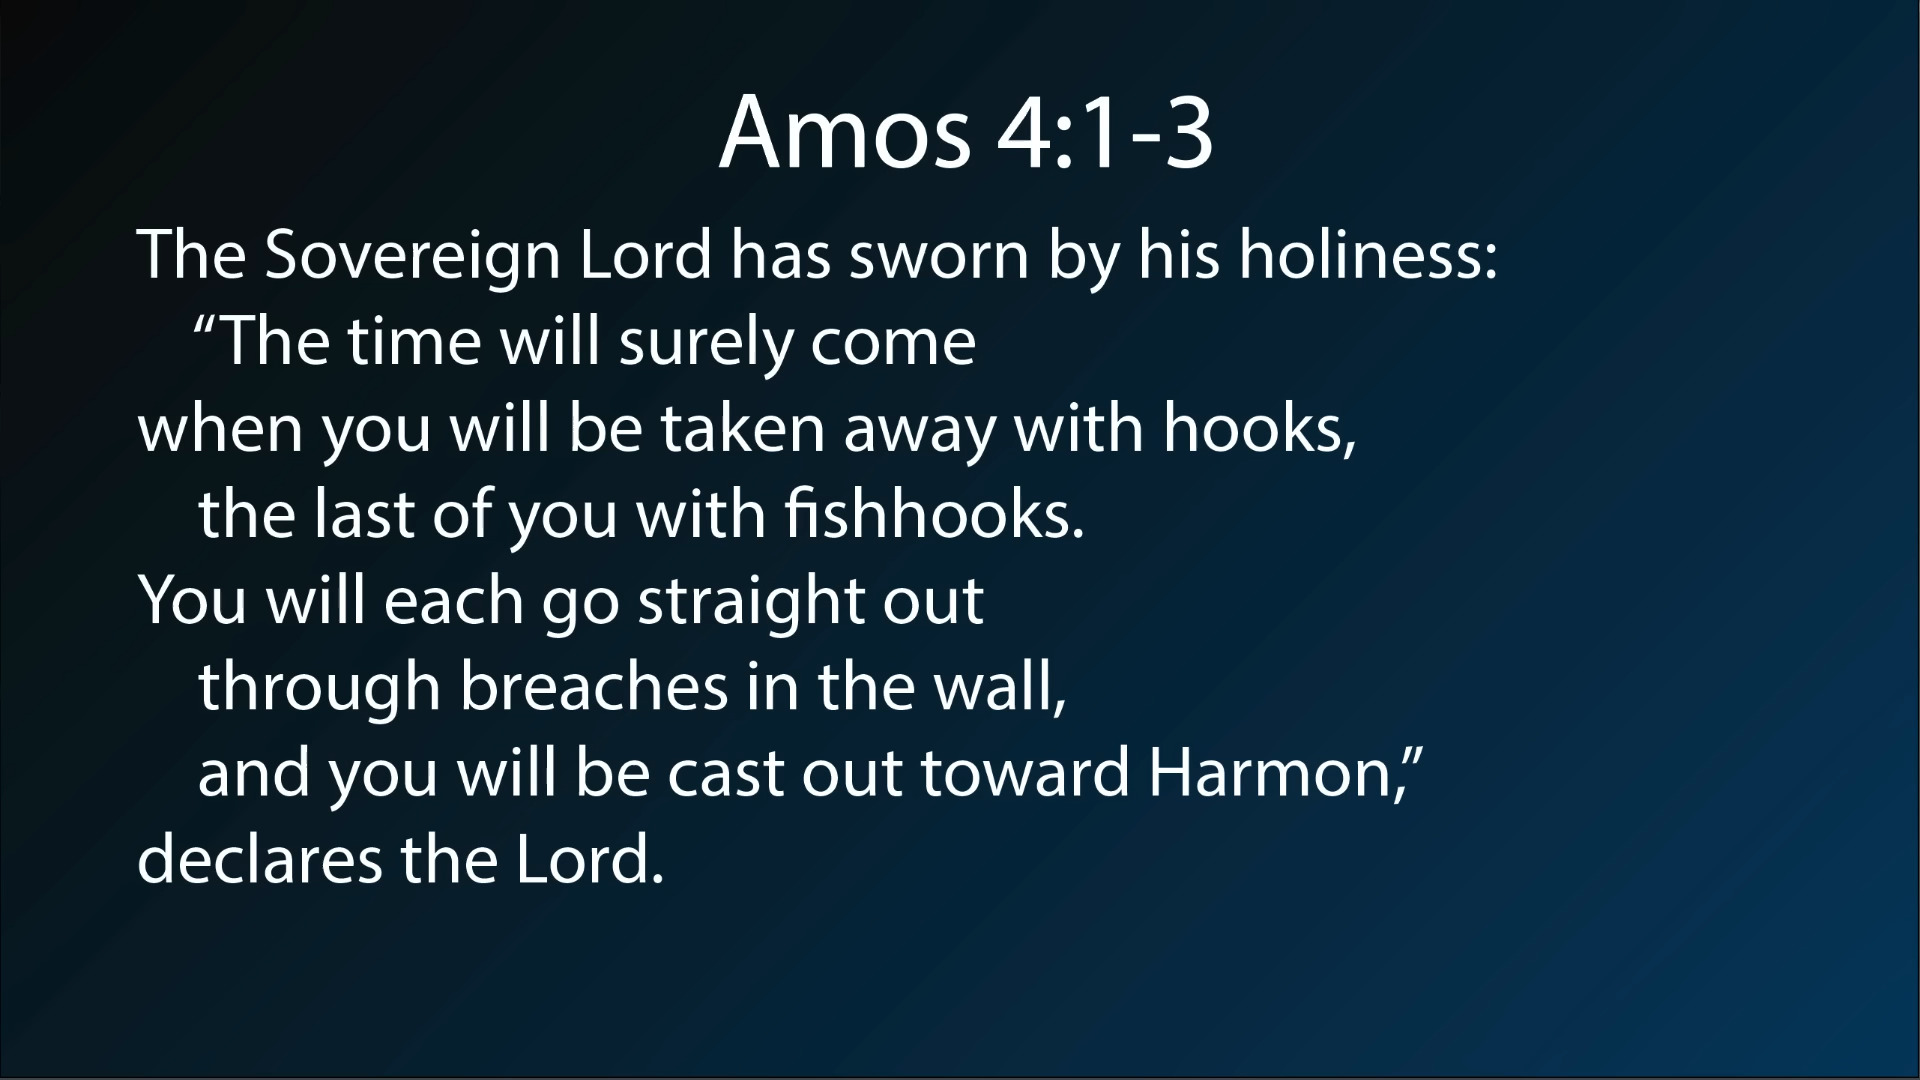 Amos 4:1-3
The Sovereign Lord has sworn by his holiness:
“The time will surely come
when you will be taken away with hooks,
the last of you with fishhooks.
You will each go straight out
through breaches in the wall,
and you will be cast out toward Harmon,”
declares the Lord.